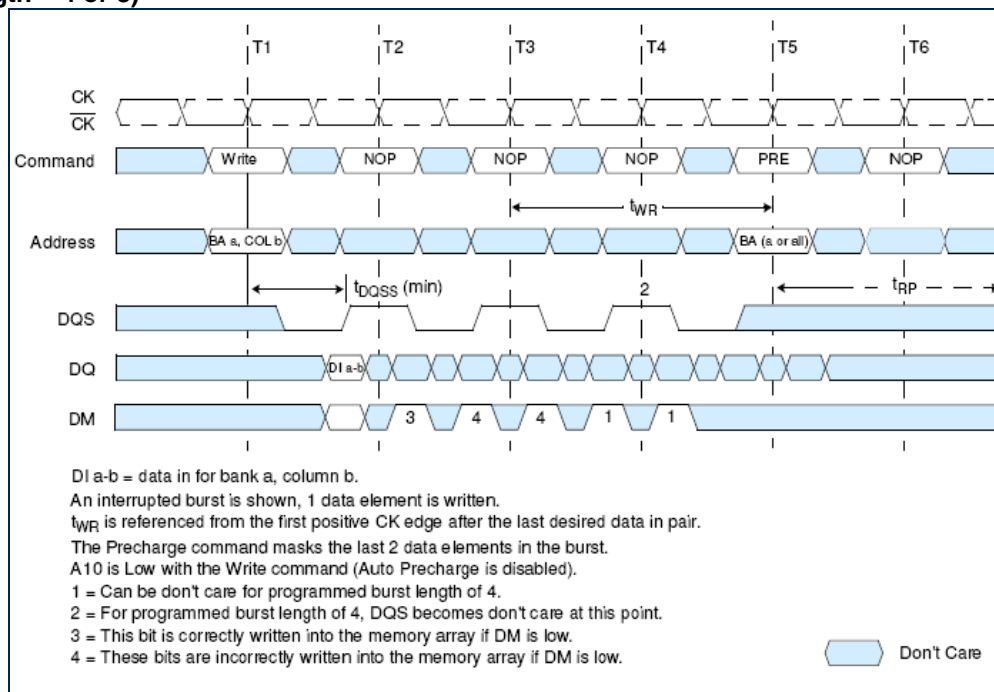 gth = 4 or 8)
T1 T2 T3 T4 T5 T6
CK
CK
Command Write NOP NOP NOP PRE NOP
tWR
Address BA a, COL b BA (a or all)
tDQSS (min) 2 tRP
DQS
DQ DI a-b
DM 3 4 4 1 1
DI a-b = data in for bank a, column b.
An interrupted burst is shown, 1 data element is written.
tWR is referenced from the first positive CK edge after the last desired data in pair.
The Precharge command masks the last 2 data elements in the burst.
A10 is Low with the Write command (Auto Precharge is disabled).
1 = Can be don't care for programmed burst length of 4.
2 = For programmed burst length of 4, DQS becomes don't care at this point.
3 = This bit is correctly written into the memory array if DM is low.
4 = These bits are incorrectly written into the memory array if DM is low.
Don't Care